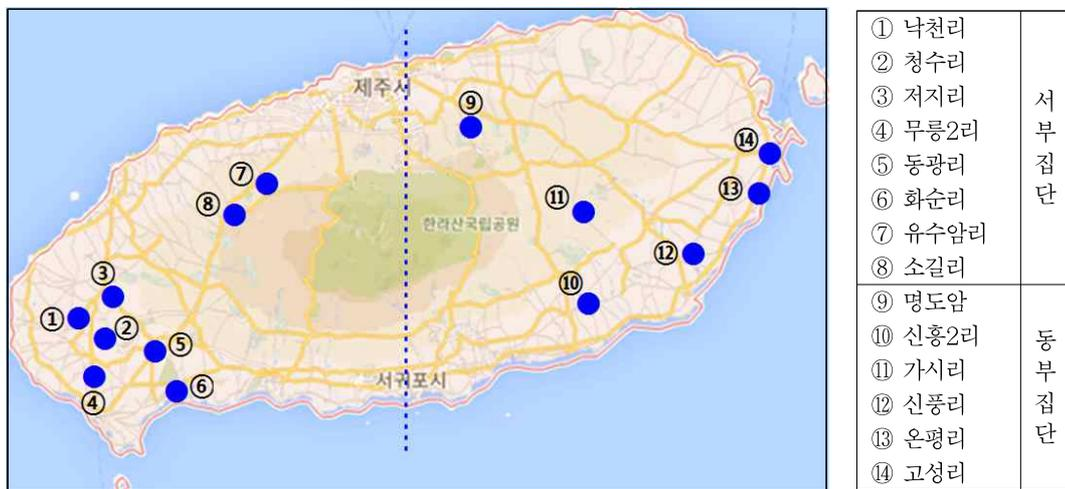 제주시
⑨
⑭
⑦
⑬
⑧
⑪
한라산국립공원
⑫
③
⑩
①
②
⑤
서귀포시
⑥
④
① 낙천리
② 청수리
③ 저지리
④ 무릉2리
⑤ 동광리
⑥ 화순리
⑦ 유수암리
⑧ 소길리
서부집단
⑨ 명도암
⑩ 신흥2리
⑪ 가시리
⑫ 신풍리
⑬ 온평리
⑭ 고성리
동부집단